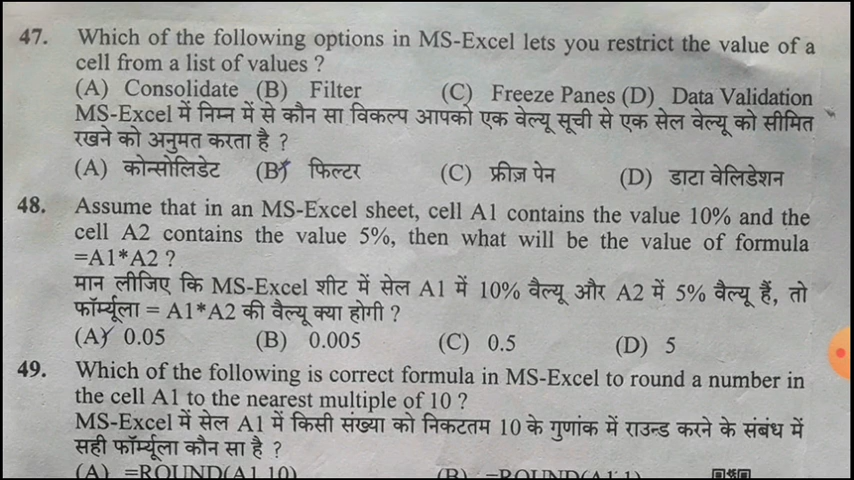 47. Which of the following options in MS-Excel lets you restrict the value of a
cell from a list of values ?
(A) Consolidate (B) Filter (C) Freeze Panes (D) Data Validation
MS-Excel में निम्न में से कौन सा विकल्प आपको एक वेल्यू सूची से एक सेल वेल्यू को सीमित
रखने को अनुमत करता है ?
(A) कोन्सोलिडेट (B) फिल्टर (C) फ्रीज़ पेन (D) डाटा वेलिडेशन
48. Assume that in an MS-Excel sheet, cell A1 contains the value 10% and the
cell A2 contains the value 5%, then what will be the value of formula
=A1*A2 ?
मान लीजिए कि MS-Excel शीट में सेल A1 में 10% वैल्यू और A2 में 5% वैल्यू हैं, तो
फॉर्म्यूला = A1*A2 की वैल्यू क्या होगी ?
(A) 0.05 (B) 0.005 (C) 0.5 (D) 5
49. Which of the following is correct formula in MS-Excel to round a number in
the cell A1 to the nearest multiple of 10 ?
MS-Excel में सेल A1 में किसी संख्या को निकटतम 10 के गुणांक में राउन्ड करने के संबंध में
सही फॉर्म्यूला कौन सा है ?
(A) =ROUND(A1,10) (B) =ROUND(A1,1)